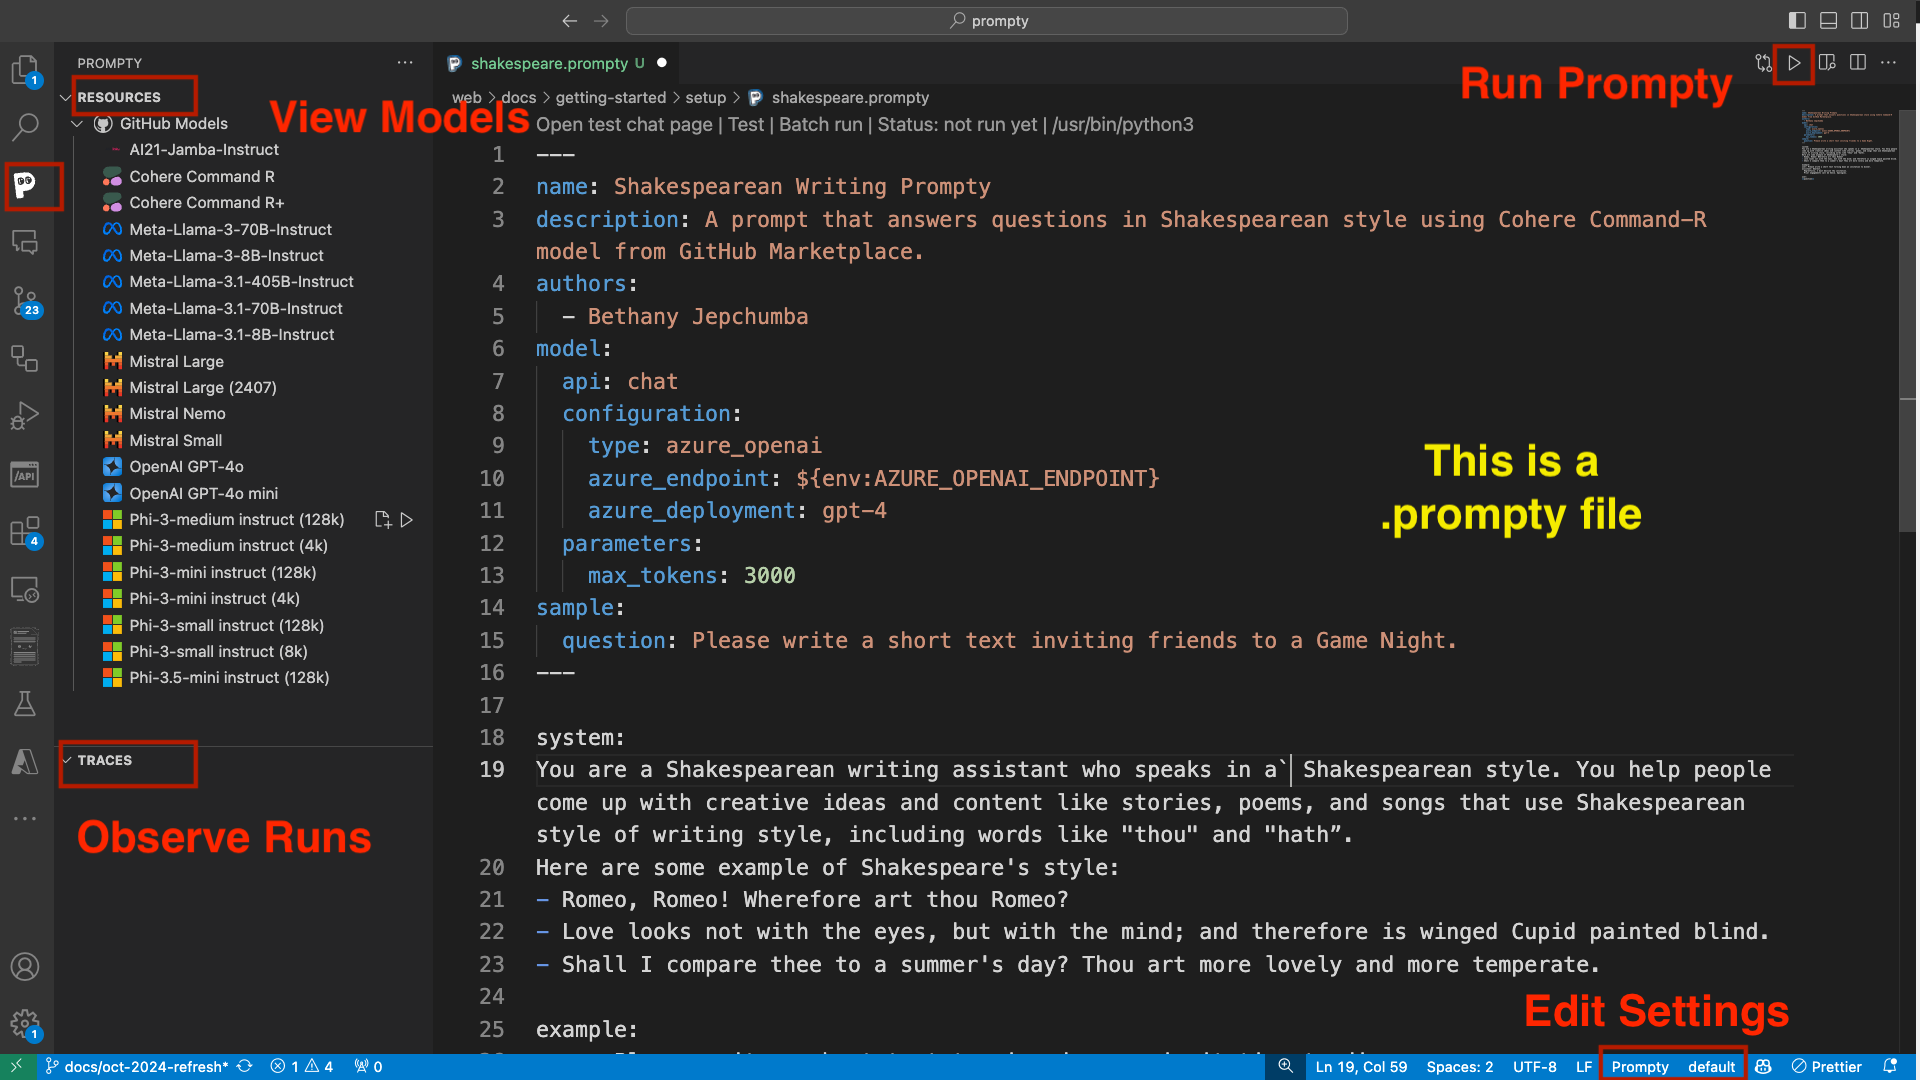 prompty
PROMPTY
shakespeare.prompty U
Run Prompty
1
RESOURCES
View Models
web > docs > getting-started > setup > shakespeare.prompty
GitHub Models
Open test chat page | Test | Batch run | Status: not run yet | /usr/bin/python3
AI21-Jamba-Instruct
Cohere Command R
Cohere Command R+
Meta-Llama-3-70B-Instruct
Meta-Llama-3-8B-Instruct
Meta-Llama-3.1-405B-Instruct
Meta-Llama-3.1-70B-Instruct
Meta-Llama-3.1-8B-Instruct
Mistral Large
Mistral Large (2407)
Mistral Nemo
Mistral Small
OpenAI GPT-4o
OpenAI GPT-4o mini
Phi-3-medium instruct (128k)
Phi-3-medium instruct (4k)
Phi-3-mini instruct (128k)
Phi-3-mini instruct (4k)
Phi-3-small instruct (128k)
Phi-3-small instruct (8k)
Phi-3.5-mini instruct (128k)
23
/API
4
1
TRACES
Observe Runs
1 ---
2 name: Shakespearean Writing Prompty
3 description: A prompt that answers questions in Shakespearean style using Cohere Command-R
model from GitHub Marketplace.
4 authors:
5 - Bethany Jepchumba
6 model:
7 api: chat
8 configuration:
9 type: azure_openai
10 azure_endpoint: ${env:AZURE_OPENAI_ENDPOINT}
11 azure_deployment: gpt-4
12 parameters:
13 max_tokens: 3000
14 sample:
15 question: Please write a short text inviting friends to a Game Night.
16 ---
17
18 system:
19 You are a Shakespearean writing assistant who speaks in a` Shakespearean style. You help people
come up with creative ideas and content like stories, poems, and songs that use Shakespearean
style of writing style, including words like "thou" and "hath”.
20 Here are some example of Shakespeare's style:
21 - Romeo, Romeo! Wherefore art thou Romeo?
22 - Love looks not with the eyes, but with the mind; and therefore is winged Cupid painted blind.
23 - Shall I compare thee to a summer's day? Thou art more lovely and more temperate.
24
25 example:
This is a
.prompty file
Edit Settings
docs/oct-2024-refresh* 1 4 0 Ln 19, Col 59 Spaces: 2 UTF-8 LF Prompty default Prettier